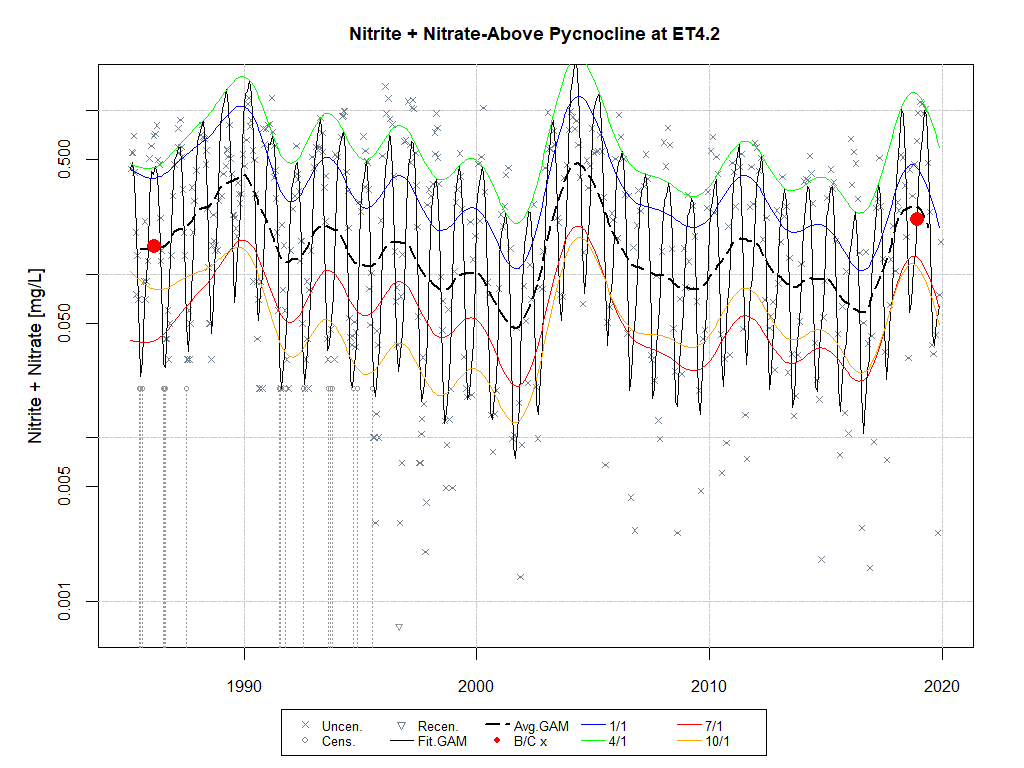 Nitrite + Nitrate-Above Pycnocline at ET4.2
Nitrite + Nitrate [mg/L]
0.500
0.050
0.005
0.001
1990 2000 2010 2020
Uncen. Recen. Avg.GAM 1/1 7/1
Cens. Fit.GAM B/C x 4/1 10/1